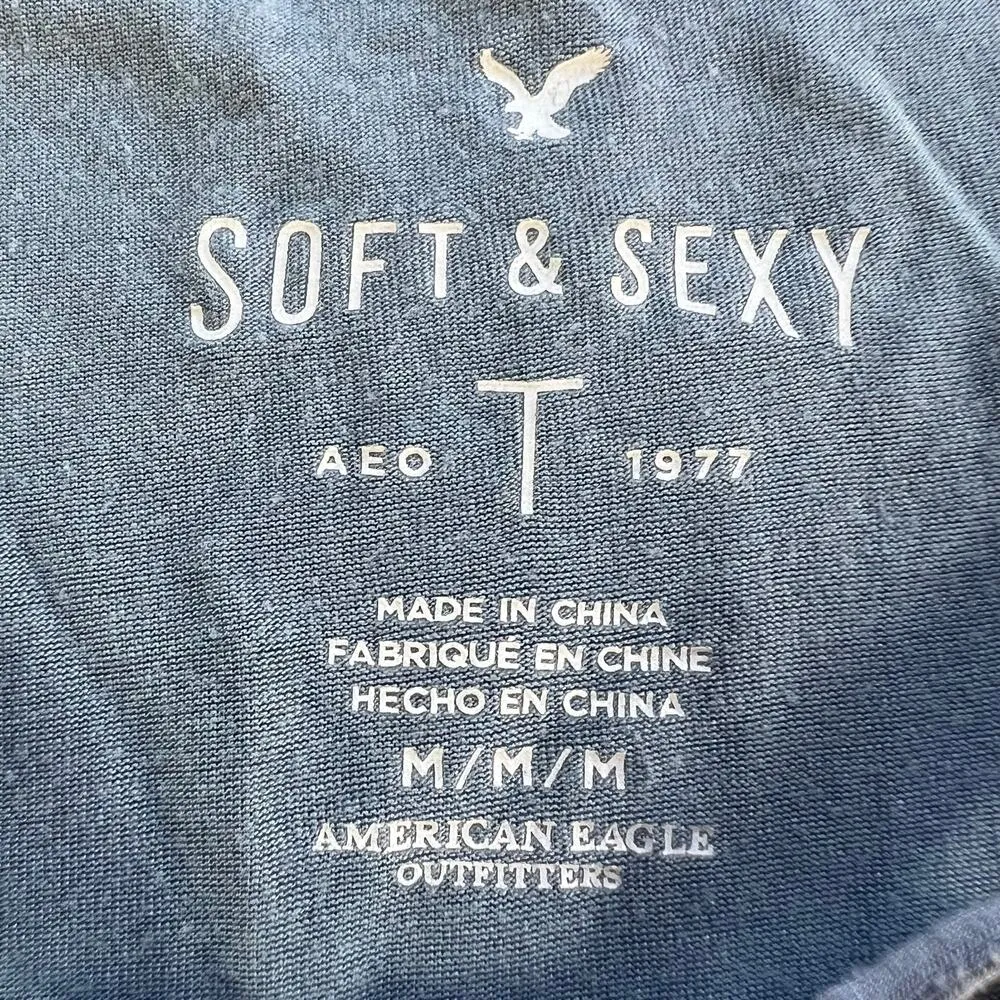 SOFT & SEXY
T
AEO 1977
MADE IN CHINA
FABRIQUÉ EN CHINE
HECHO EN CHINA
M/M/M
AMERICAN EAGLE
OUTFITTERS